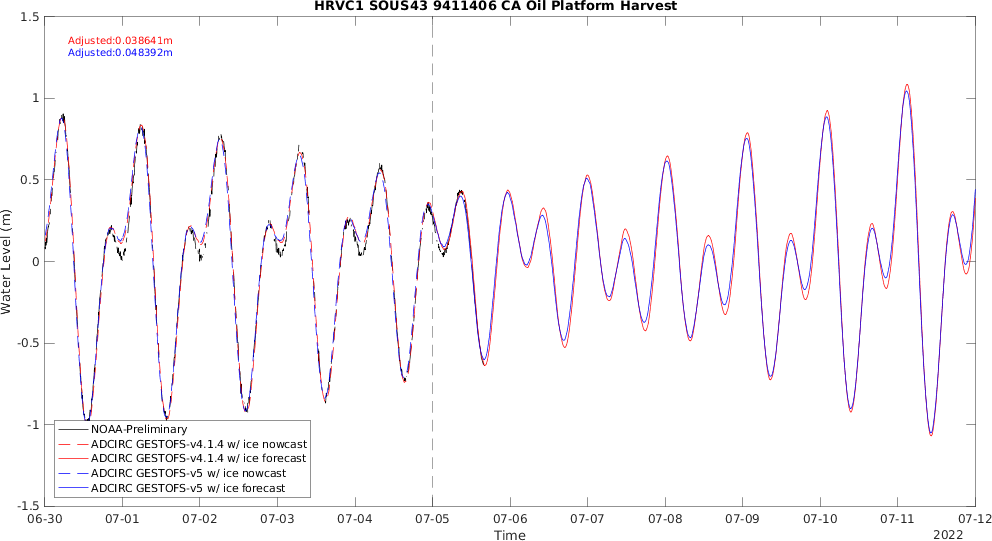 HRVC1 SOUS43 9411406 CA Oil Platform Harvest
Adjusted:0.038641m
Adjusted:0.048392m
1.5
1
0.5
0
-0.5
-1
-1.5
Water Level (m)
NOAA-Preliminary
ADCIRC GESTOFS-v4.1.4 w/ ice nowcast
ADCIRC GESTOFS-v4.1.4 w/ ice forecast
ADCIRC GESTOFS-v5 w/ ice nowcast
ADCIRC GESTOFS-v5 w/ ice forecast
06-30 07-01 07-02 07-03 07-04 07-05 07-06 07-07 07-08 07-09 07-10 07-11 07-12
Time
2022